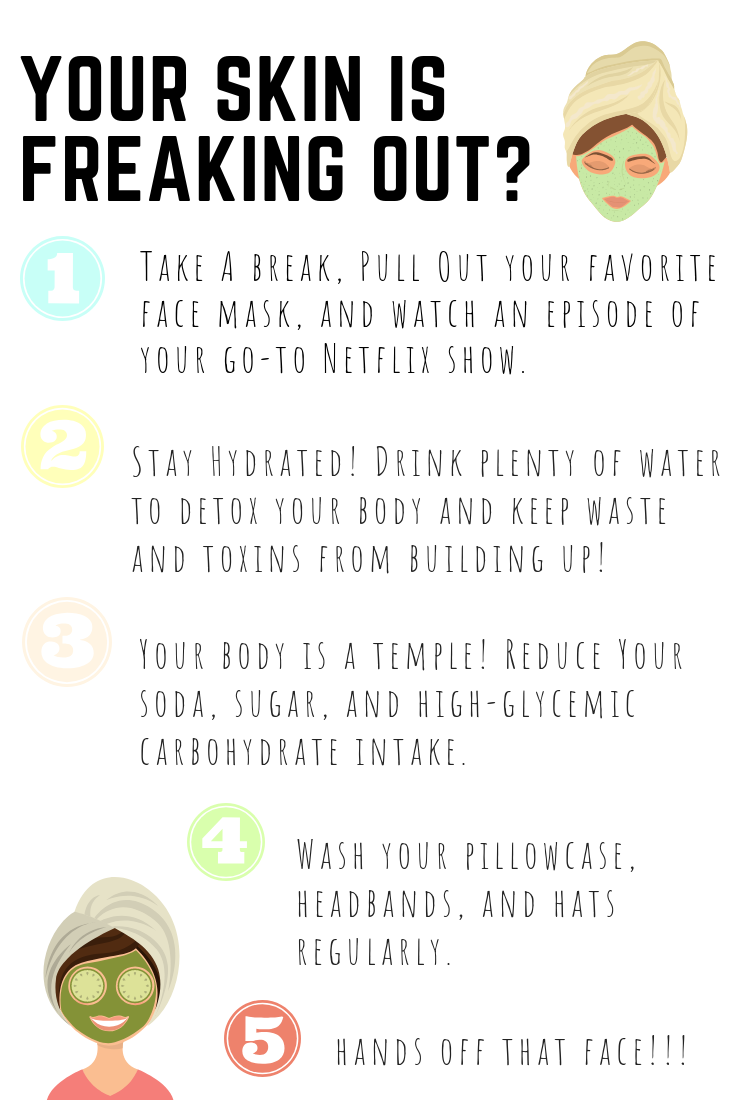 YOUR SKIN IS
FREAKING OUT?
1
TAKE A BREAK, PULL OUT YOUR FAVORITE
FACE MASK, AND WATCH AN EPISODE OF
YOUR GO-TO NETFLIX SHOW.
2
STAY HYDRATED! DRINK PLENTY OF WATER
TO DETOX YOUR BODY AND KEEP WASTE
AND TOXINS FROM BUILDING UP!
3
YOUR BODY IS A TEMPLE! REDUCE YOUR
SODA, SUGAR, AND HIGH-GLYCEMIC
CARBOHYDRATE INTAKE.
4
WASH YOUR PILLOWCASE,
HEADBANDS, AND HATS
REGULARLY.
5
HANDS OFF THAT FACE!!!